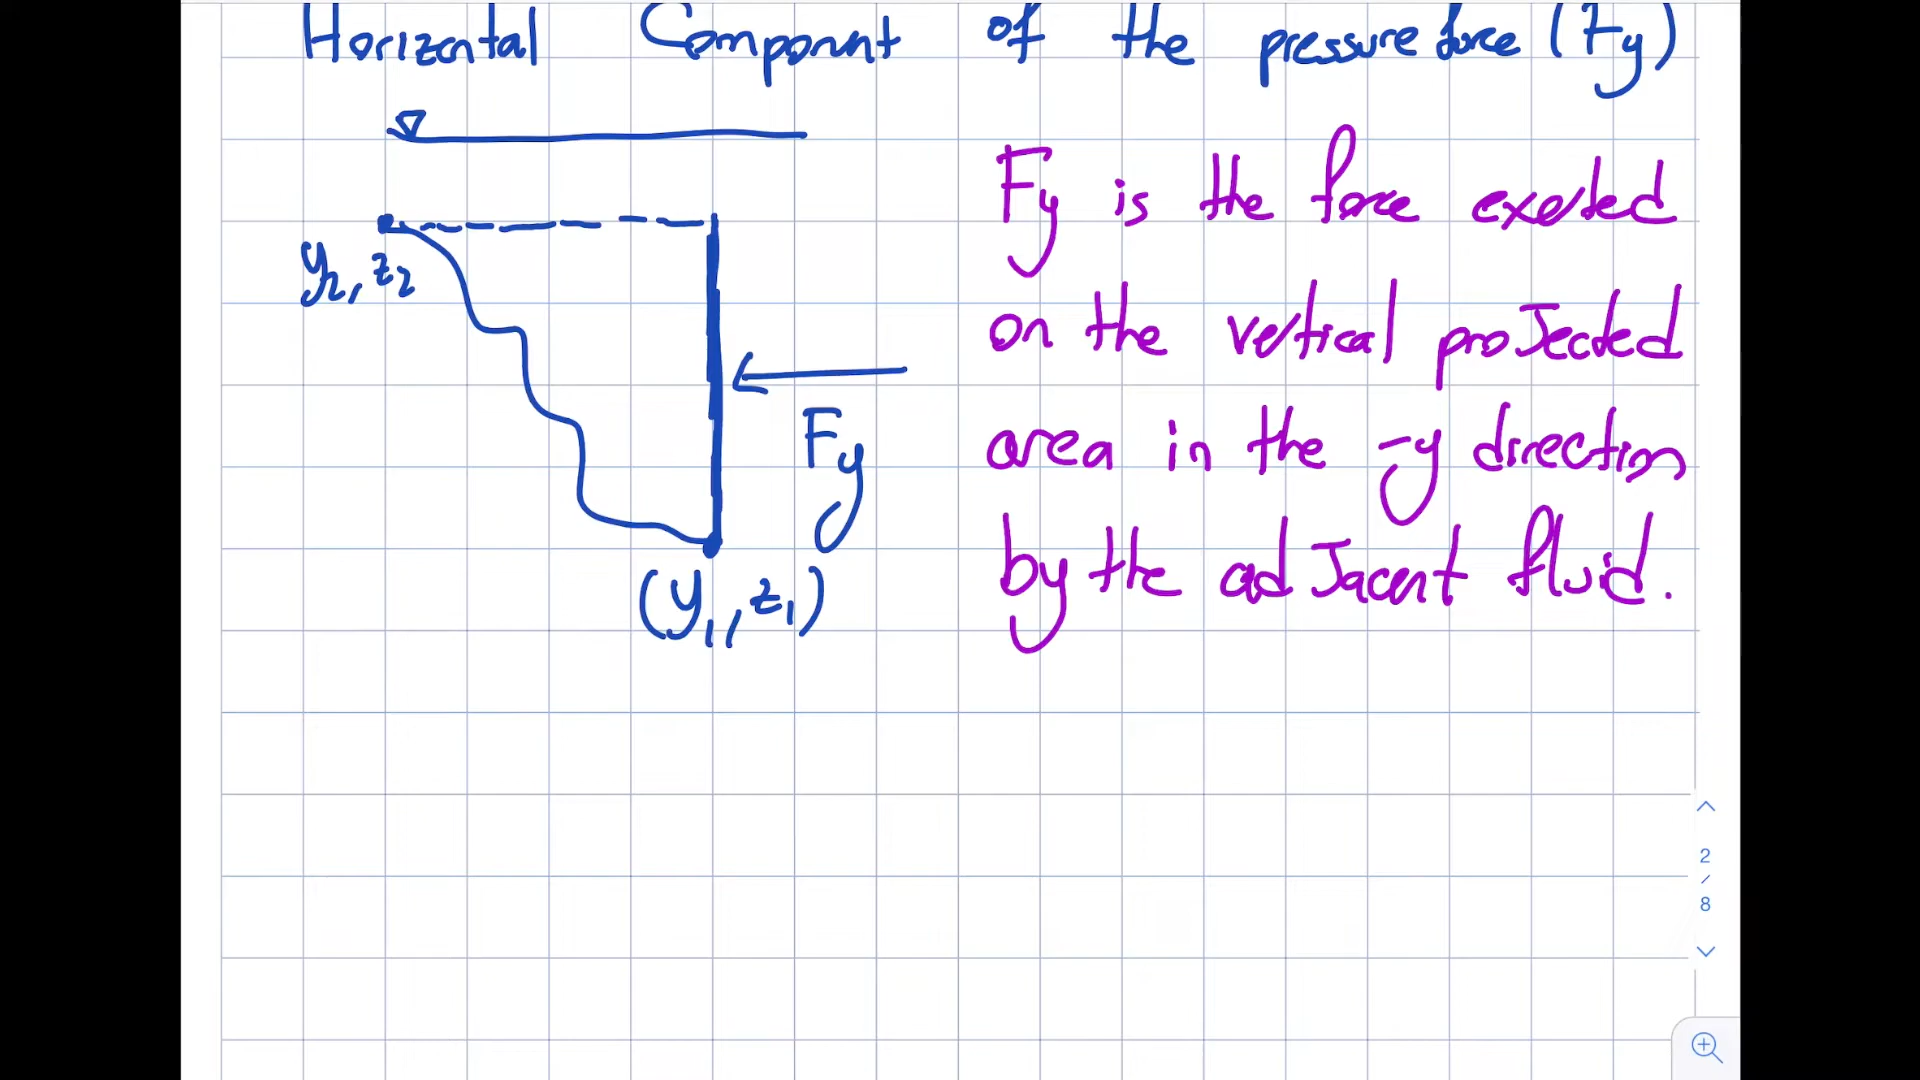 Horizontal Component of the pressure force (Fy)
Fy is the force exerted
on the vertical proJected
area in the -y direction
by the adJacent fluid.
y2, z2
Fy
(y1, z1)
2
/
8